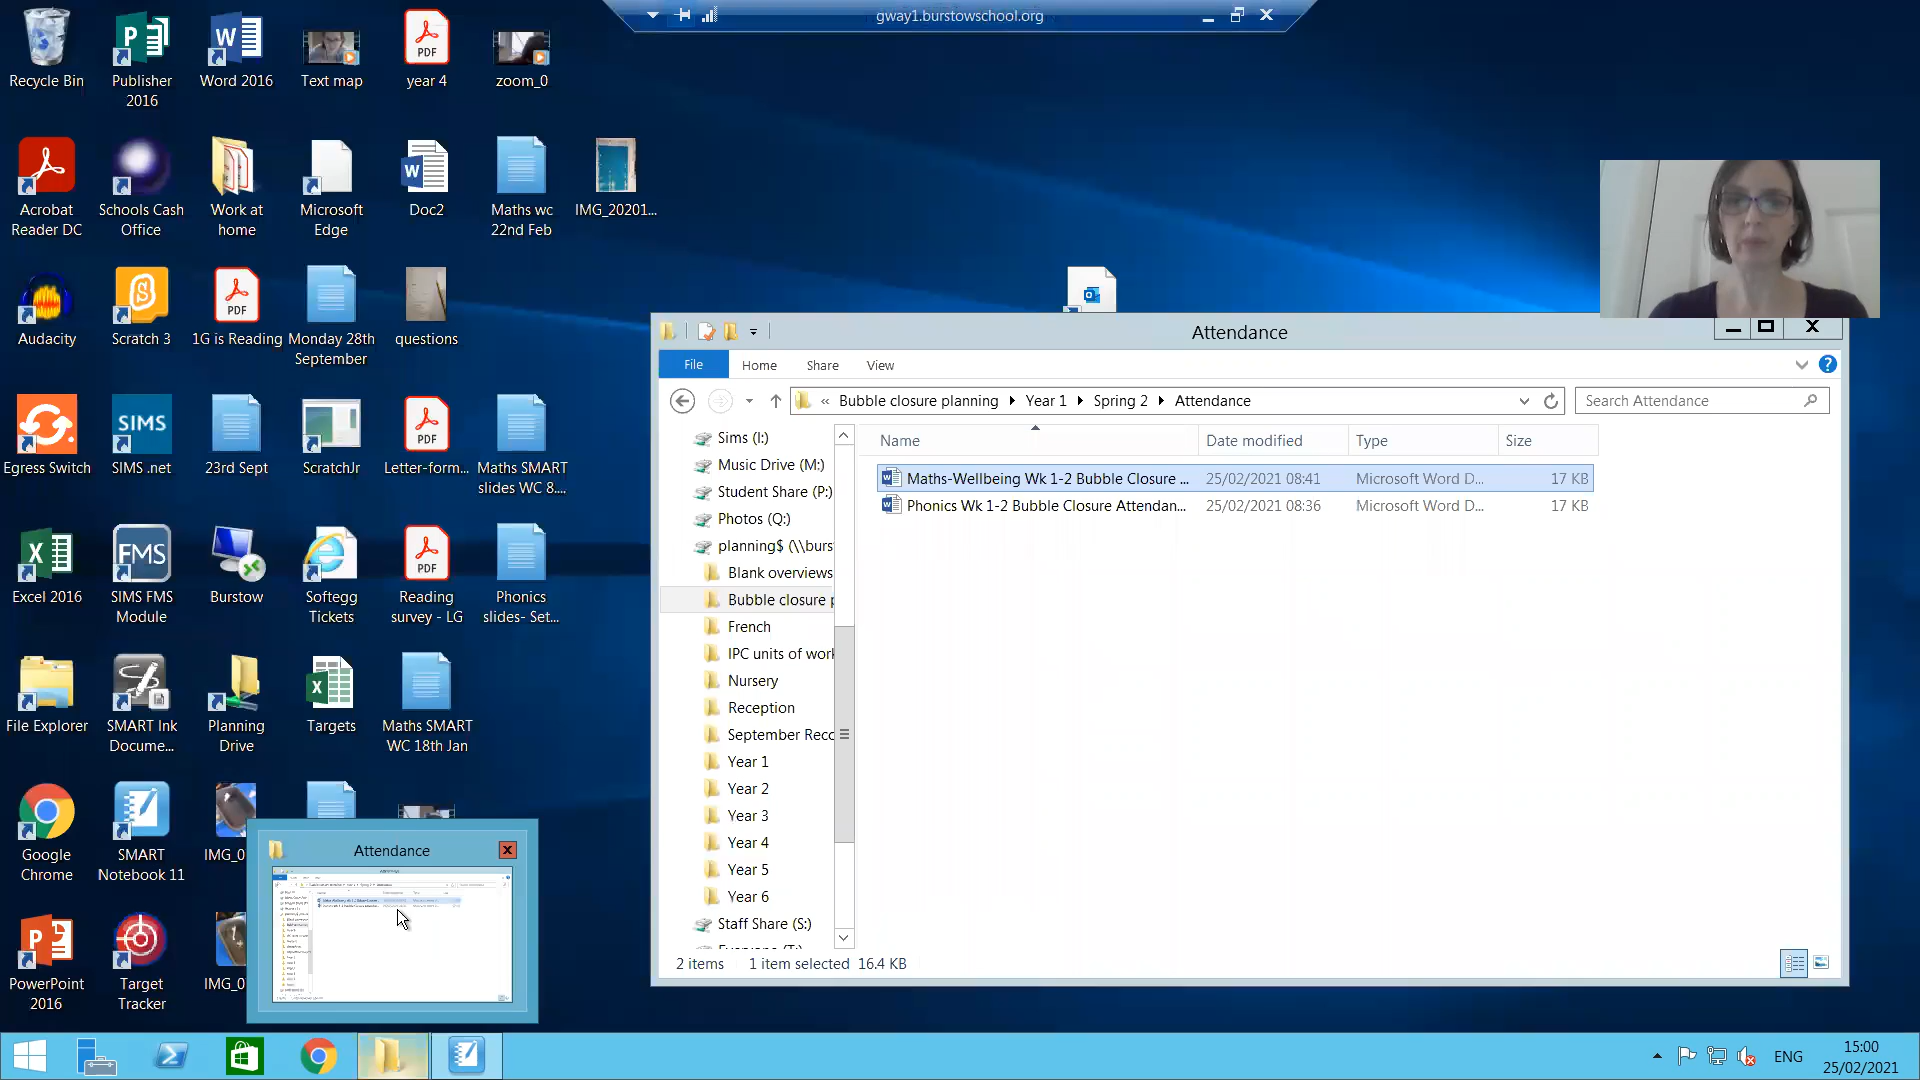 gway1.burstowschool.org
Recycle Bin
Publisher
2016
Word 2016
Text map
PDF
year 4
zoom_0
Acrobat
Reader DC
Schools Cash
Office
Work at
home
Microsoft
Edge
Doc2
Maths wc
22nd Feb
IMG_20201...
Audacity
Scratch 3
PDF
1G is Reading
Monday 28th
September
questions
Egress Switch
SIMS
SIMS .net
23rd Sept
ScratchJr
PDF
Letter-form...
Maths SMART
slides WC 8....
Excel 2016
FMS
SIMS FMS
Module
Burstow
Softegg
Tickets
PDF
Reading
survey - LG
Phonics
slides- Set...
File Explorer
SMART Ink
Docume...
Planning
Drive
Targets
Maths SMART
WC 18th Jan
Google
Chrome
SMART
Notebook 11
IMG_0
PowerPoint
2016
Target
Tracker
IMG_0
Attendance
Attendance
File
Home
Share
View
« Bubble closure planning
Year 1
Spring 2
Attendance
Search Attendance
Sims (I:)
Music Drive (M:)
Student Share (P:)
Photos (Q:)
planning$ (\\burs
Blank overviews
Bubble closure p
French
IPC units of work
Nursery
Reception
September Reco
Year 1
Year 2
Year 3
Year 4
Year 5
Year 6
Staff Share (S:)
Name
Date modified
Type
Size
Maths-Wellbeing Wk 1-2 Bubble Closure ...
25/02/2021 08:41
Microsoft Word D...
17 KB
Phonics Wk 1-2 Bubble Closure Attendan...
25/02/2021 08:36
Microsoft Word D...
17 KB
2 items
1 item selected 16.4 KB
ENG
15:00
25/02/2021